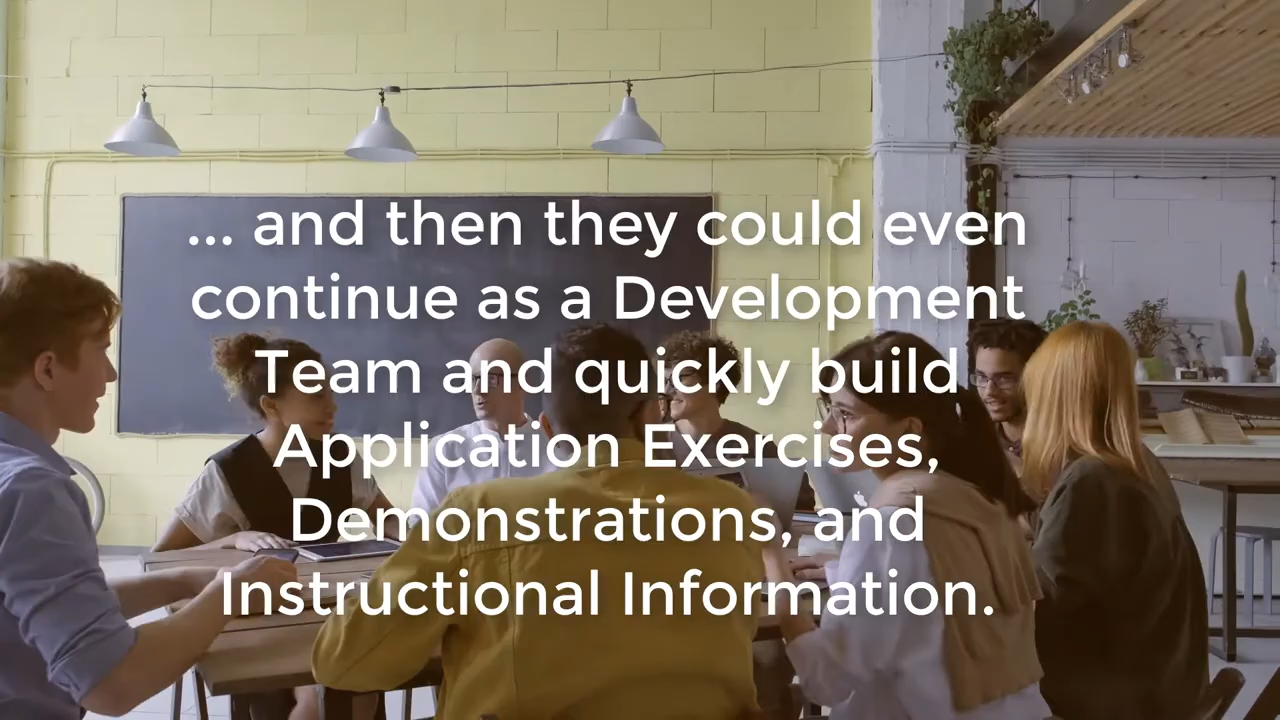 ... and then they could even
continue as a Development
Team and quickly build
Application Exercises,
Demonstrations, and
Instructional Information.